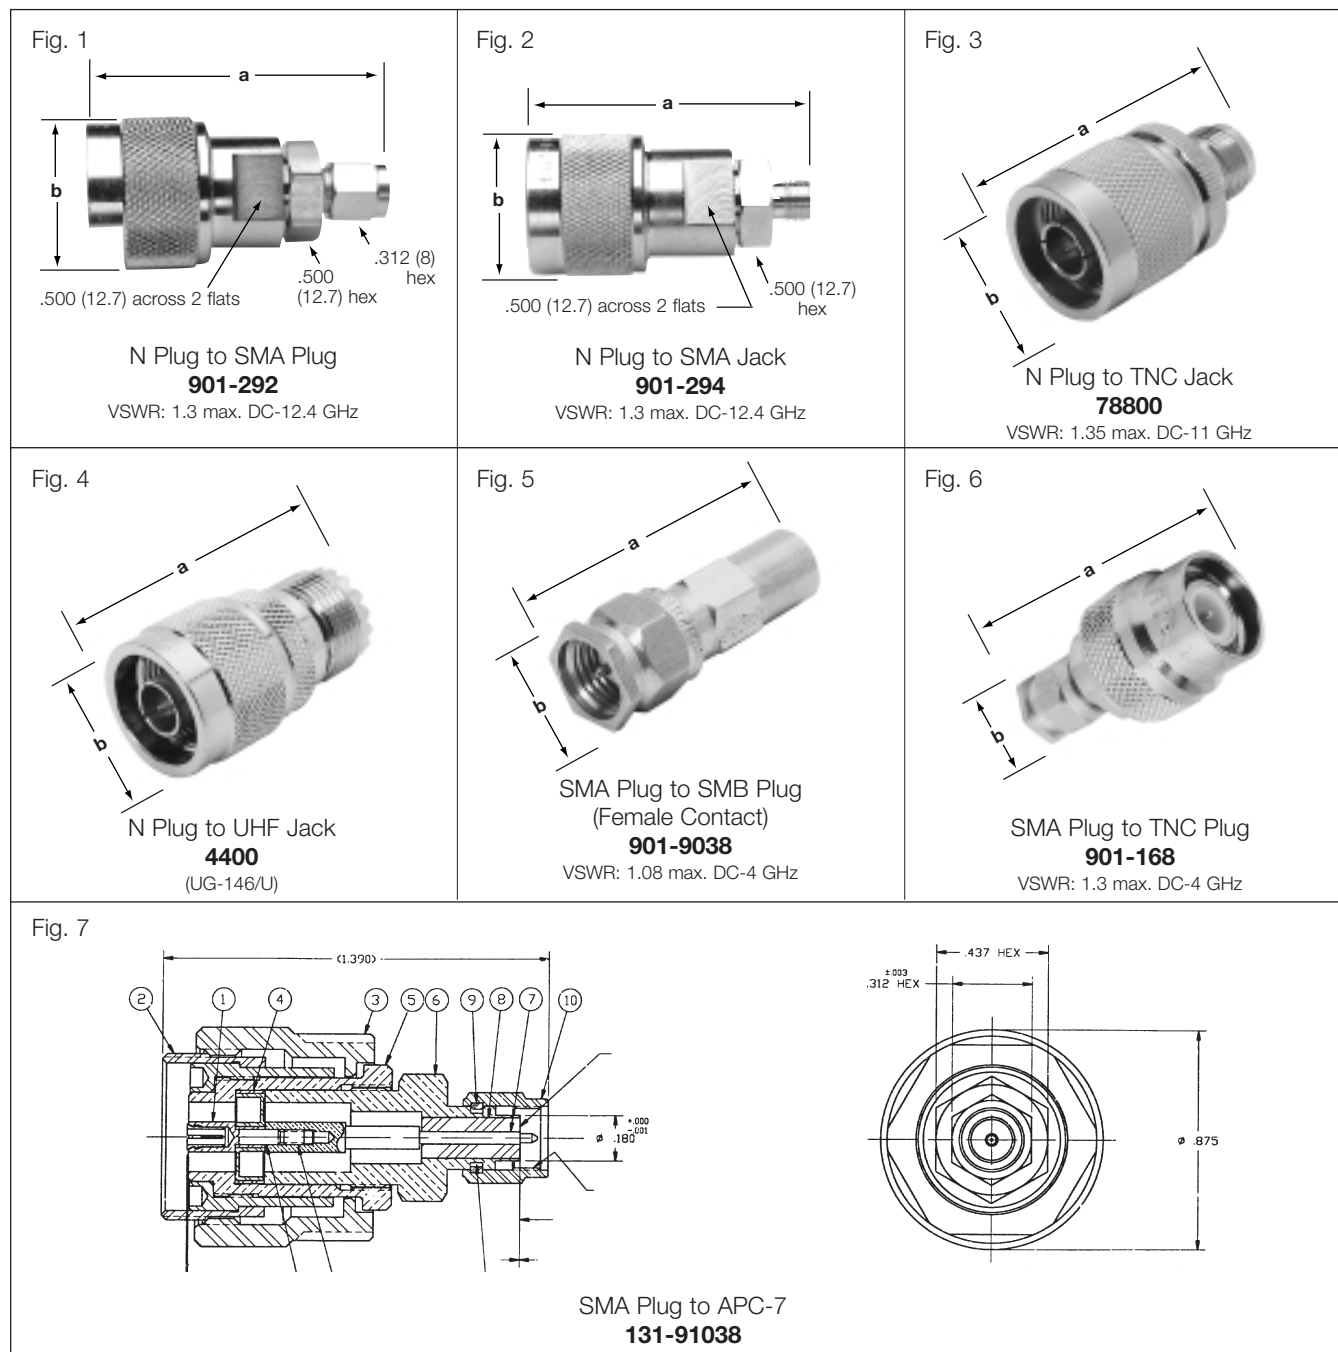 Fig. 1
a
b
.500 (12.7) across 2 flats
.500
(12.7) hex
.312 (8)
hex
N Plug to SMA Plug
901-292
VSWR: 1.3 max. DC-12.4 GHz
Fig. 2
a
b
.500 (12.7) across 2 flats
.500 (12.7)
hex
N Plug to SMA Jack
901-294
VSWR: 1.3 max. DC-12.4 GHz
Fig. 3
a
b
N Plug to TNC Jack
78800
VSWR: 1.35 max. DC-11 GHz
Fig. 4
a
b
N Plug to UHF Jack
4400
(UG-146/U)
Fig. 5
a
b
SMA Plug to SMB Plug
(Female Contact)
901-9038
VSWR: 1.08 max. DC-4 GHz
Fig. 6
a
b
SMA Plug to TNC Plug
901-168
VSWR: 1.3 max. DC-4 GHz
Fig. 7
(1.390)
2 1 4 3 5 6 9 8 7 10
+.000
-.001
ø .180
.437 HEX
±.003
.312 HEX
ø .875
SMA Plug to APC-7
131-91038